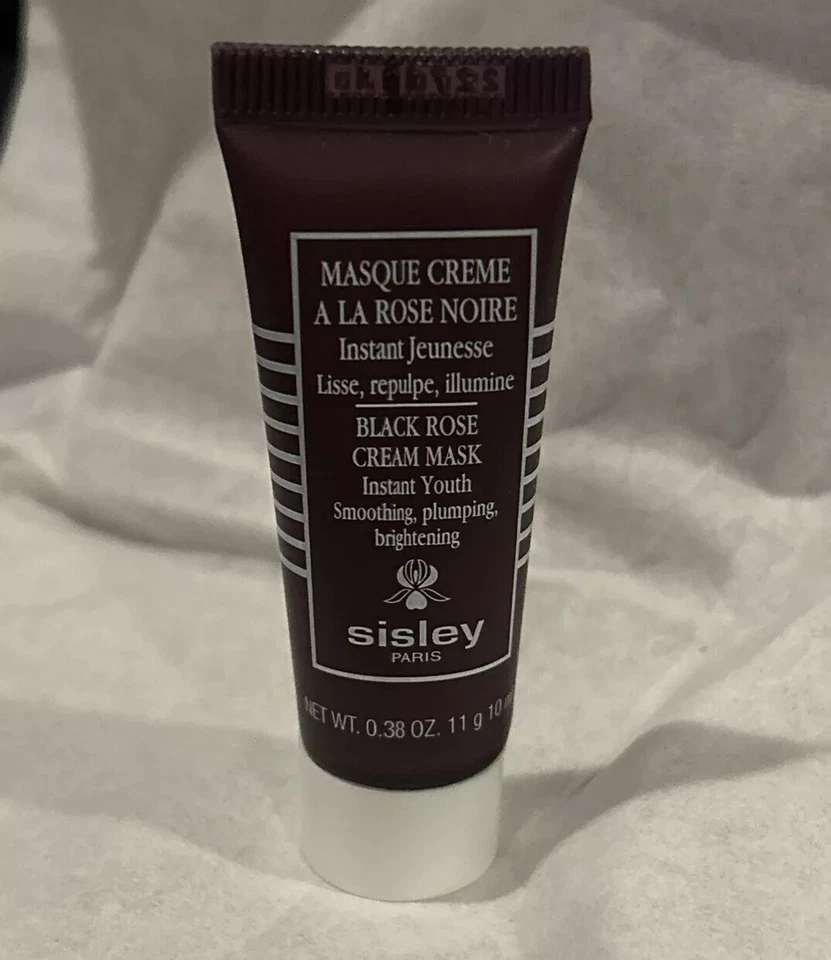 MASQUE CREME
A LA ROSE NOIRE
Instant Jeunesse
Lisse, repulpe, illumine
BLACK ROSE
CREAM MASK
Instant Youth
Smoothing, plumping,
brightening
sisley
PARIS
NET WT. 0.38 OZ. 11 g 10